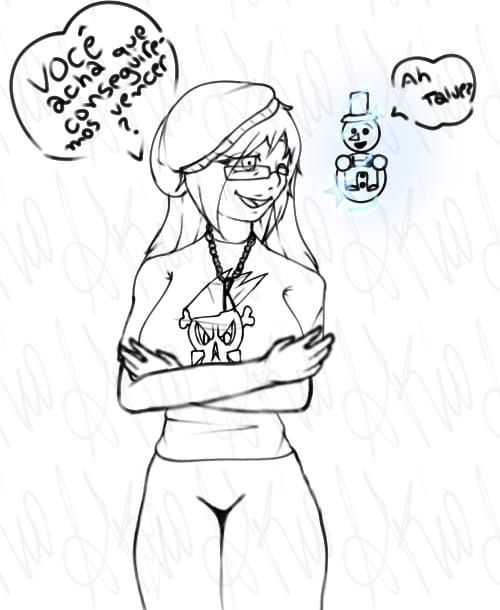 VOCÊ
acha que
conseguire-
mos vencer
?
Ah
Talvez